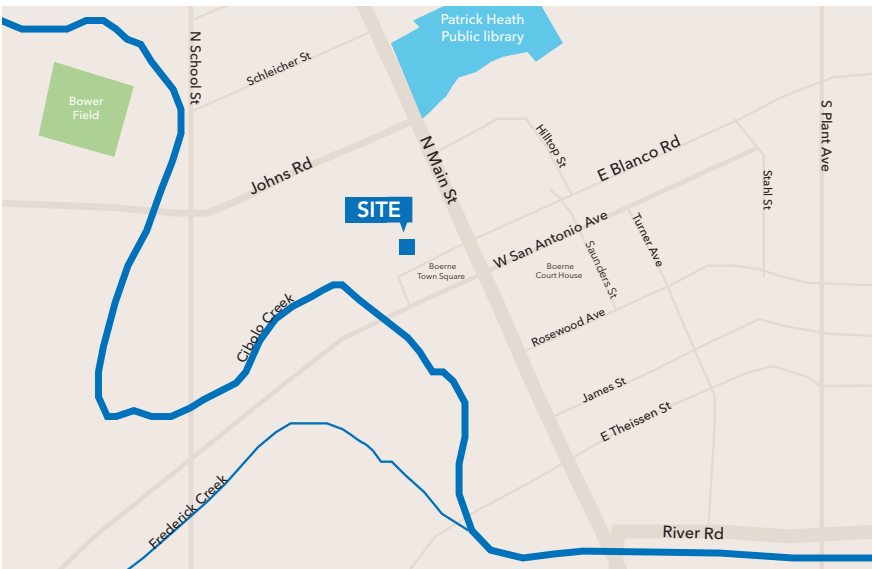 Patrick Heath
Public library
N School St
Schleicher St
Bower
Field
S Plant Ave
Hilltop St
N Main St
E Blanco Rd
Johns Rd
Stahl St
SITE
W San Antonio Ave
Turner Ave
Saunders St
Boerne
Town Square
Boerne
Court House
Cibolo Creek
Rosewood Ave
James St
E Theissen St
Frederick Creek
River Rd